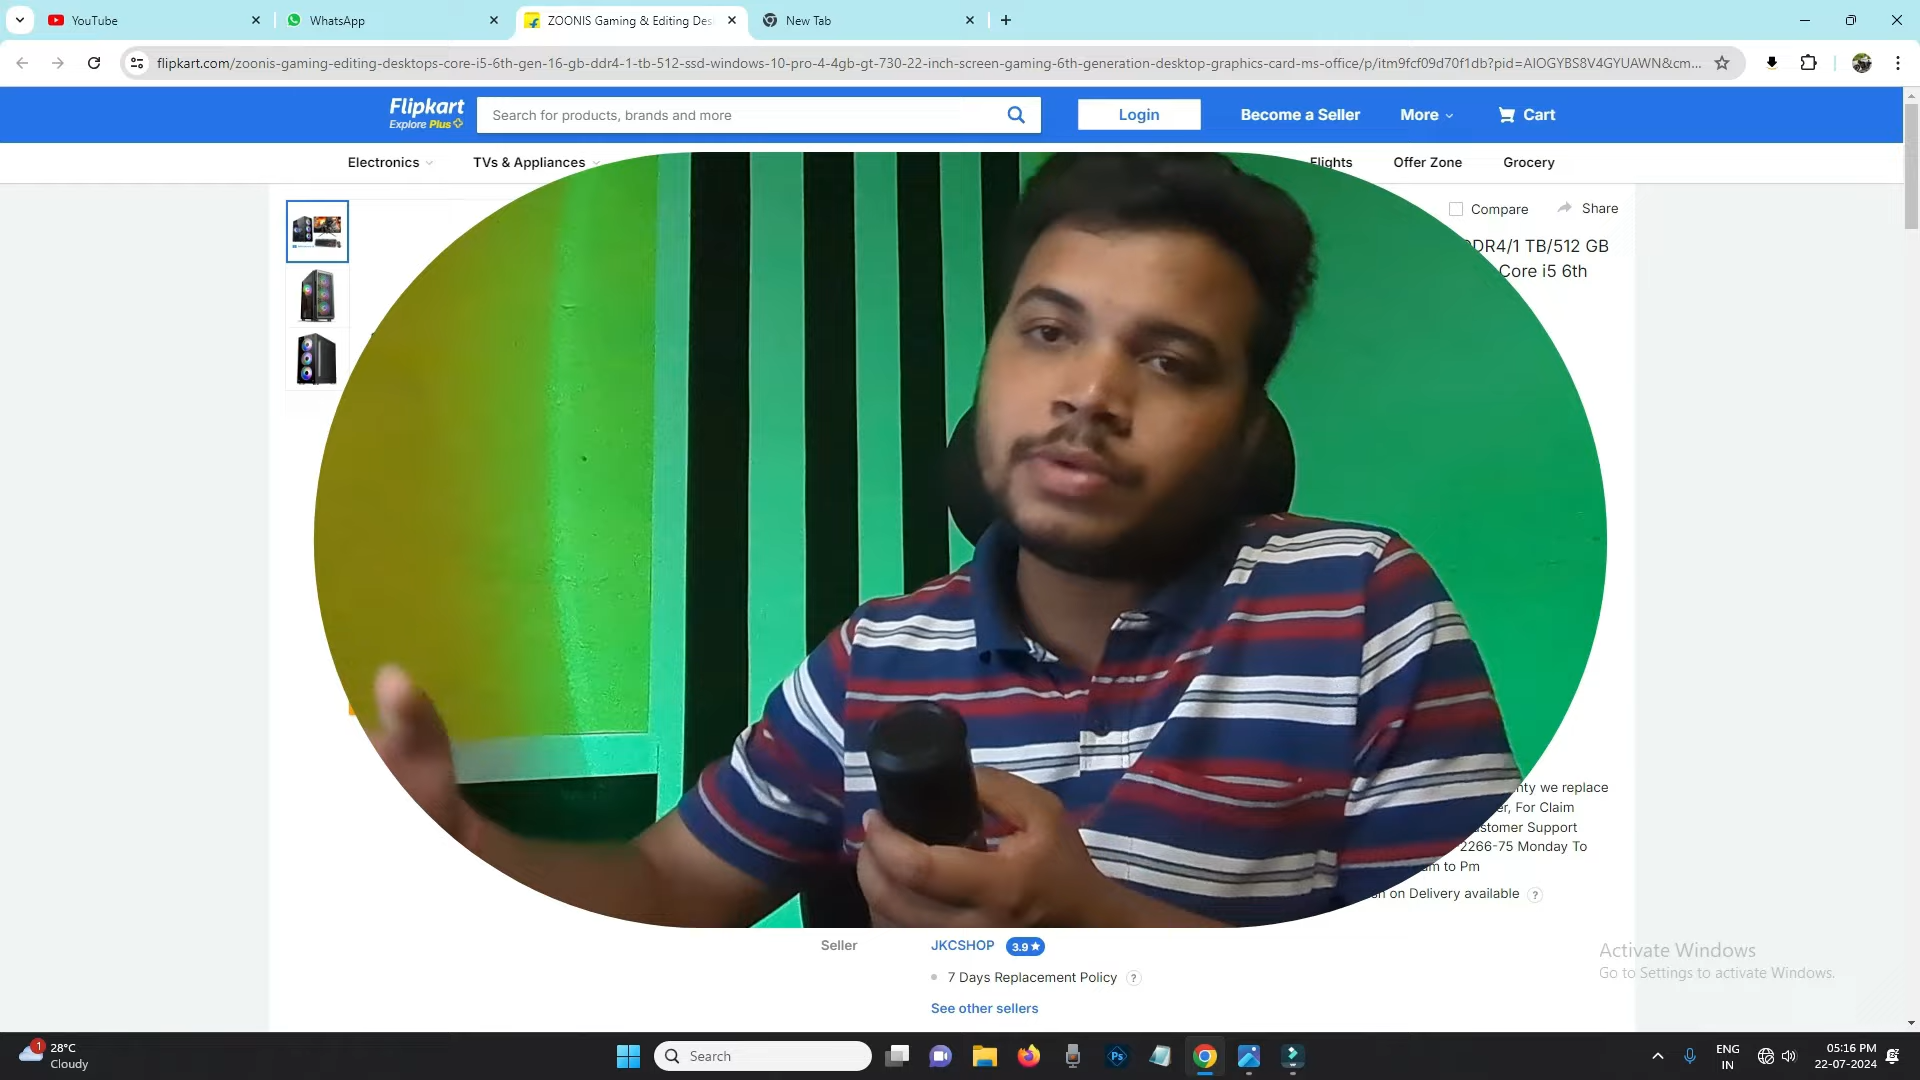 YouTube
WhatsApp
ZOONIS Gaming & Editing Des
New Tab
flipkart.com/zoonis-gaming-editing-desktops-core-i5-6th-gen-16-gb-ddr4-1-tb-512-ssd-windows-10-pro-4-4gb-gt-730-22-inch-screen-gaming-6th-generation-desktop-graphics-card-ms-office/p/itm9fcf09d70f1db?pid=AIOGYBS8V4GYUAWN&cm...
Flipkart
Explore Plus
Search for products, brands and more
Login
Become a Seller
More
Cart
Electronics
TVs & Appliances
Flights
Offer Zone
Grocery
Compare
Share
DDR4/1 TB/512 GB
Core i5 6th
nty we replace
er, For Claim
stomer Support
2266-75 Monday To
m to Pm
on Delivery available ?
Seller
JKCSHOP 3.9★
7 Days Replacement Policy ?
See other sellers
Activate Windows
Go to Settings to activate Windows.
1
28°C
Cloudy
Search
Ps
ENG
IN
05:16 PM
22-07-2024